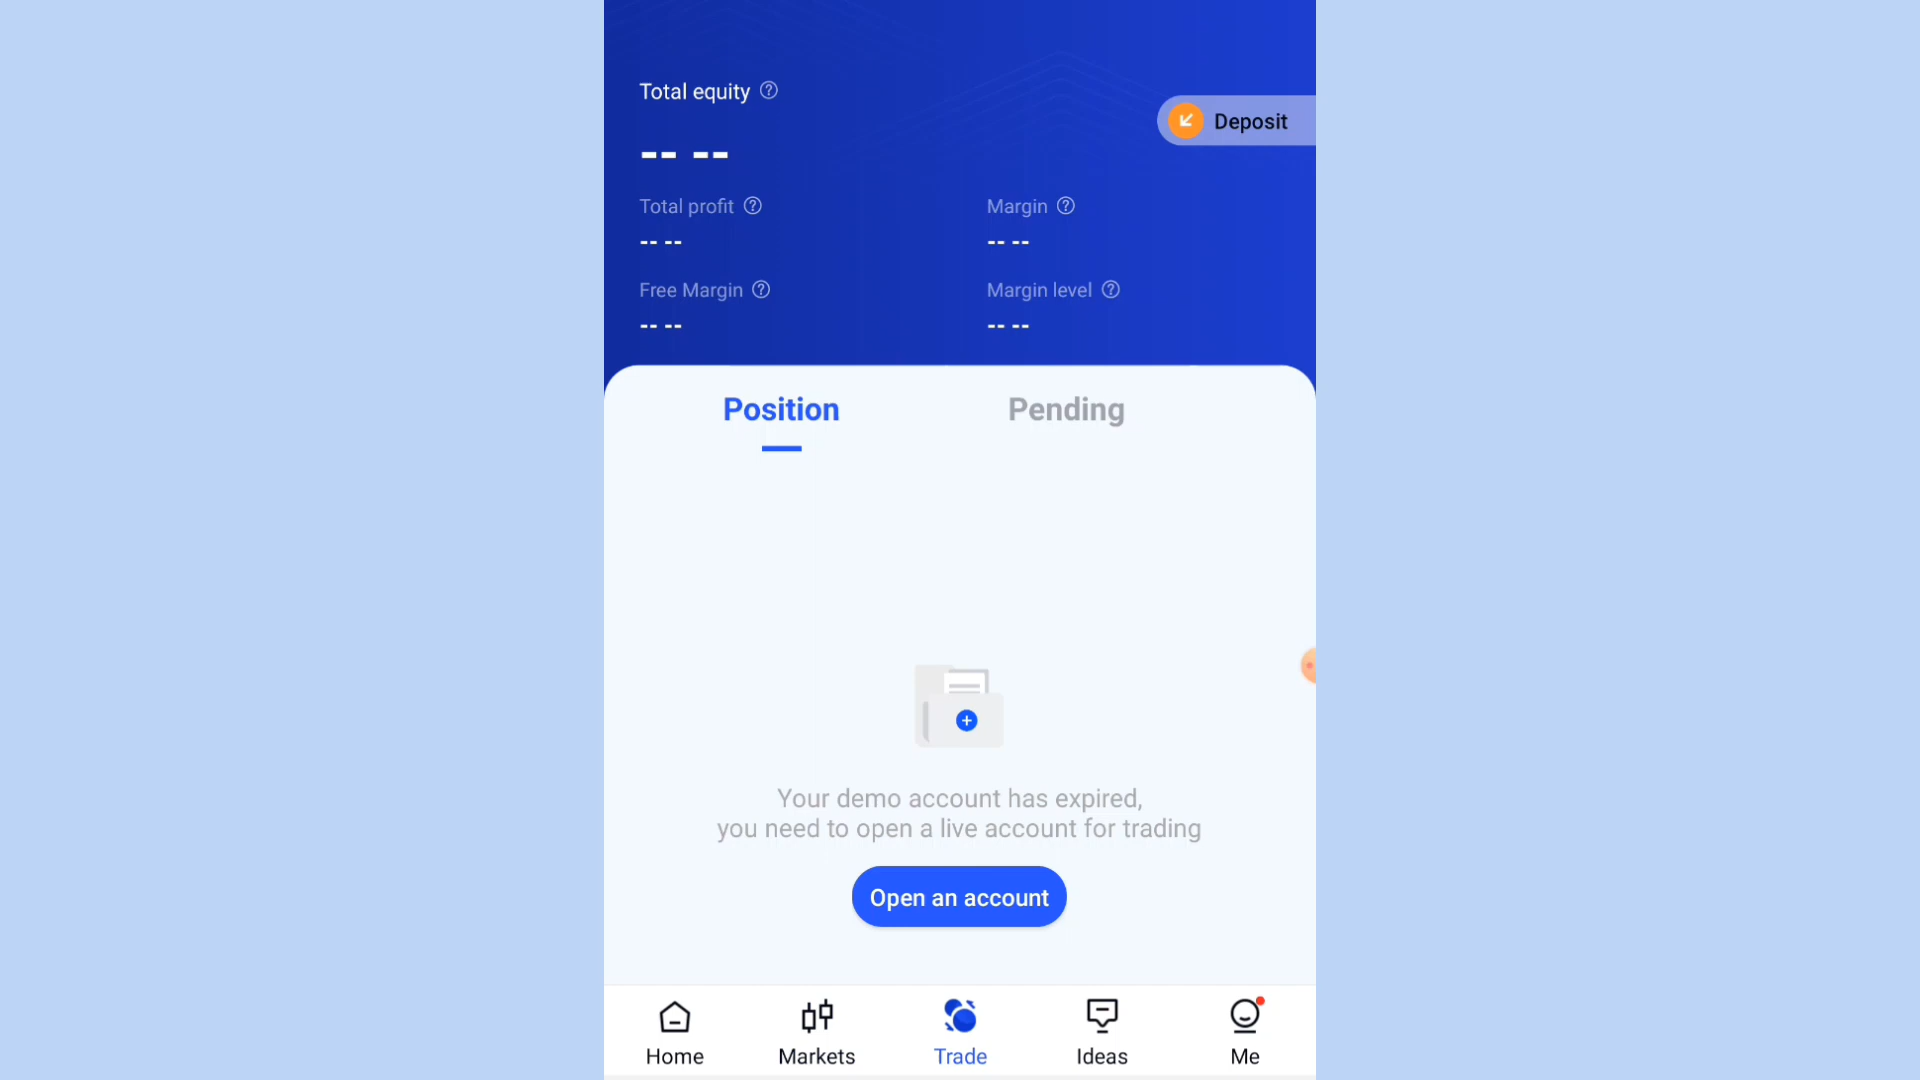 Total equity
-- --
Deposit
Total profit
-- --
Margin
-- --
Free Margin
-- --
Margin level
-- --
Position
Pending
Your demo account has expired,
you need to open a live account for trading
Open an account
Home
Markets
Trade
Ideas
Me